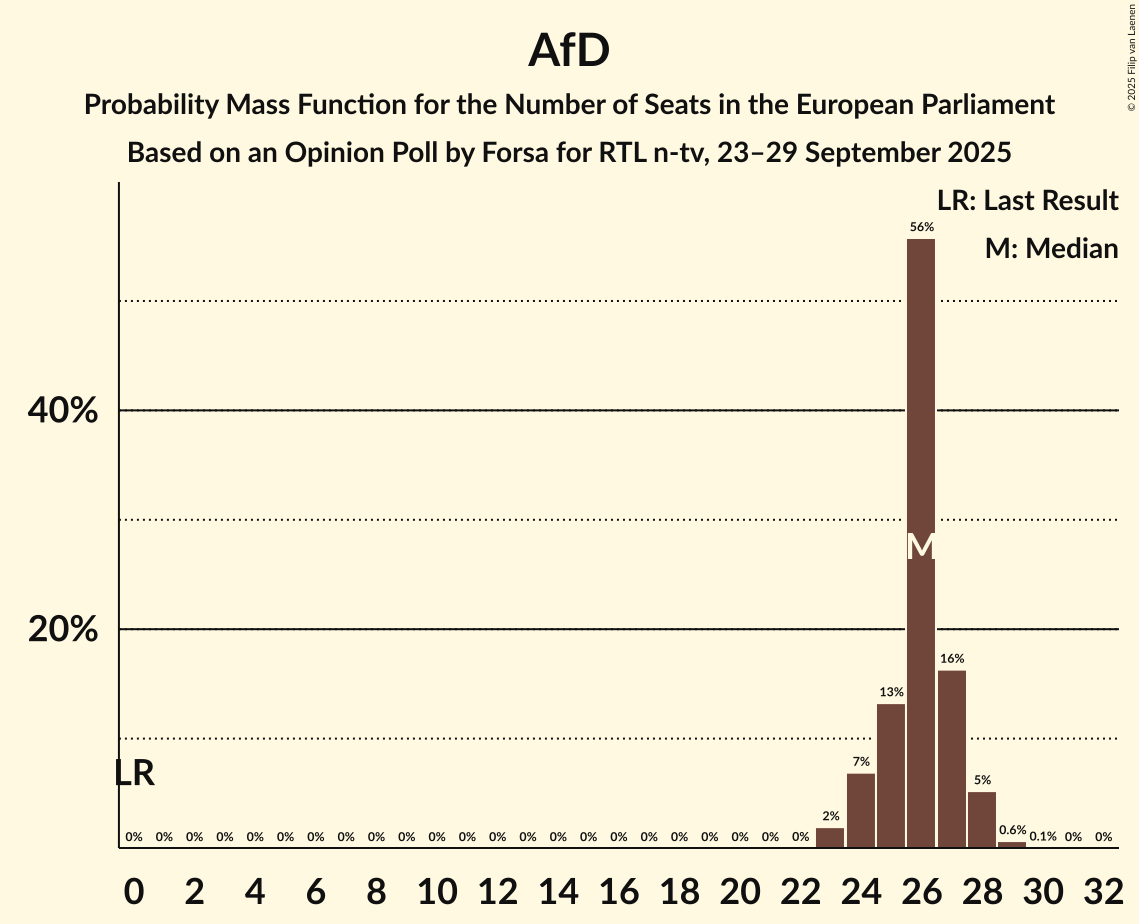 AfD
Probability Mass Function for the Number of Seats in the European Parliament
Based on an Opinion Poll by Forsa for RTL n-tv, 23–29 September 2025
© 2025 Filip van Laenen
LR: Last Result
M: Median
56%
40%
M
20%
16%
13%
LR
7%
5%
2%
0% 0% 0% 0% 0% 0% 0% 0% 0% 0% 0% 0% 0% 0% 0% 0% 0% 0% 0% 0% 0% 0% 0% 0.6% 0.1% 0% 0%
0 2 4 6 8 10 12 14 16 18 20 22 24 26 28 30 32